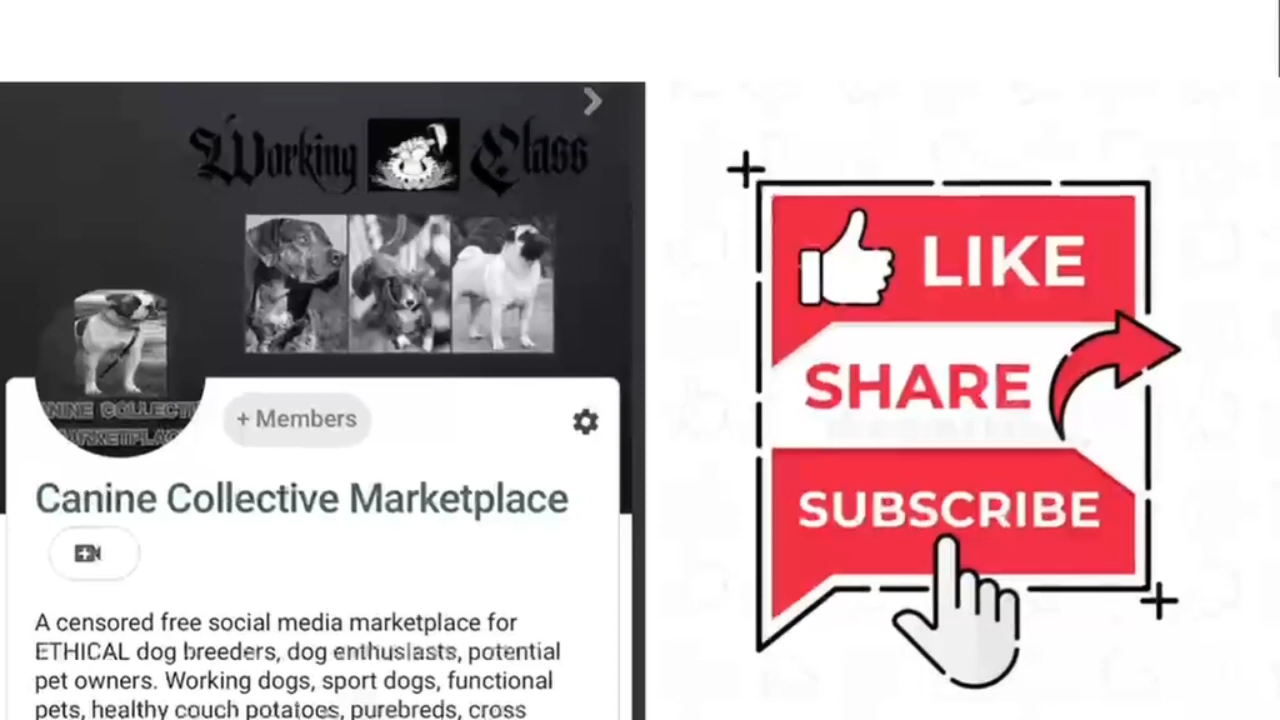 Working Class
NINE COLLECTI
+ Members
Canine Collective Marketplace
A censored free social media marketplace for
ETHICAL dog breeders, dog enthusiasts, potential
pet owners. Working dogs, sport dogs, functional
pets, healthy couch potatoes, purebreds, cross
LIKE
SHARE
SUBSCRIBE